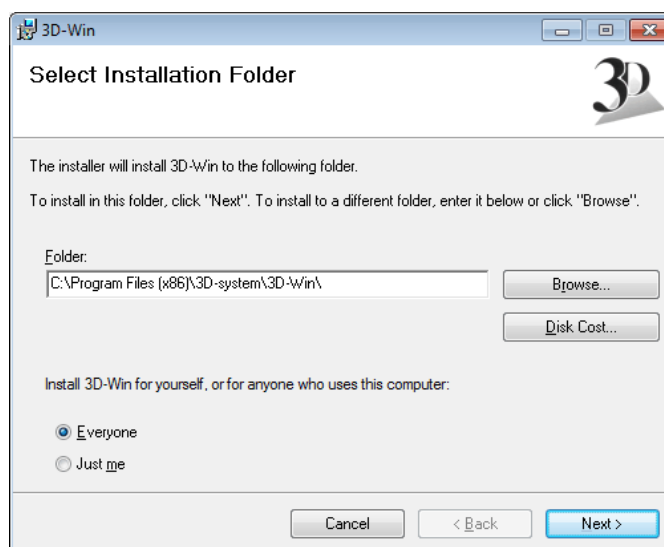 3D-Win
Select Installation Folder
3D
The installer will install 3D-Win to the following folder.
To install in this folder, click "Next". To install to a different folder, enter it below or click "Browse".
Folder:
C:\Program Files (x86)\3D-system\3D-Win\
Browse...
Disk Cost...
Install 3D-Win for yourself, or for anyone who uses this computer:
Everyone
Just me
Cancel
< Back
Next >